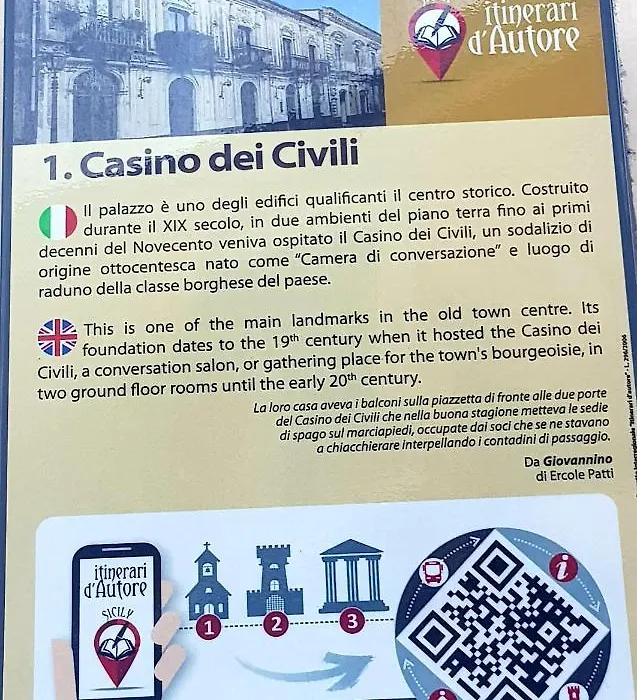 itinerari
d'Autore
1. Casino dei Civili
Il palazzo è uno degli edifici qualificanti il centro storico. Costruito
durante il XIX secolo, in due ambienti del piano terra fino ai primi
decenni del Novecento veniva ospitato il Casino dei Civili, un sodalizio di
origine ottocentesca nato come “Camera di conversazione” e luogo di
raduno della classe borghese del paese.
This is one of the main landmarks in the old town centre. Its
foundation dates to the 19th century when it hosted the Casino dei
Civili, a conversation salon, or gathering place for the town's bourgeoisie, in
two ground floor rooms until the early 20th century.
La loro casa aveva i balconi sulla piazzetta di fronte alle due porte
del Casino dei Civili che nella buona stagione metteva le sedie
di spago sul marciapiedi, occupate dai soci che se ne stavano
a chiacchierare interpellando i contadini di passaggio.
Da Giovannino
di Ercole Patti
itinerari
d'Autore
SICILY
1
2
3
i